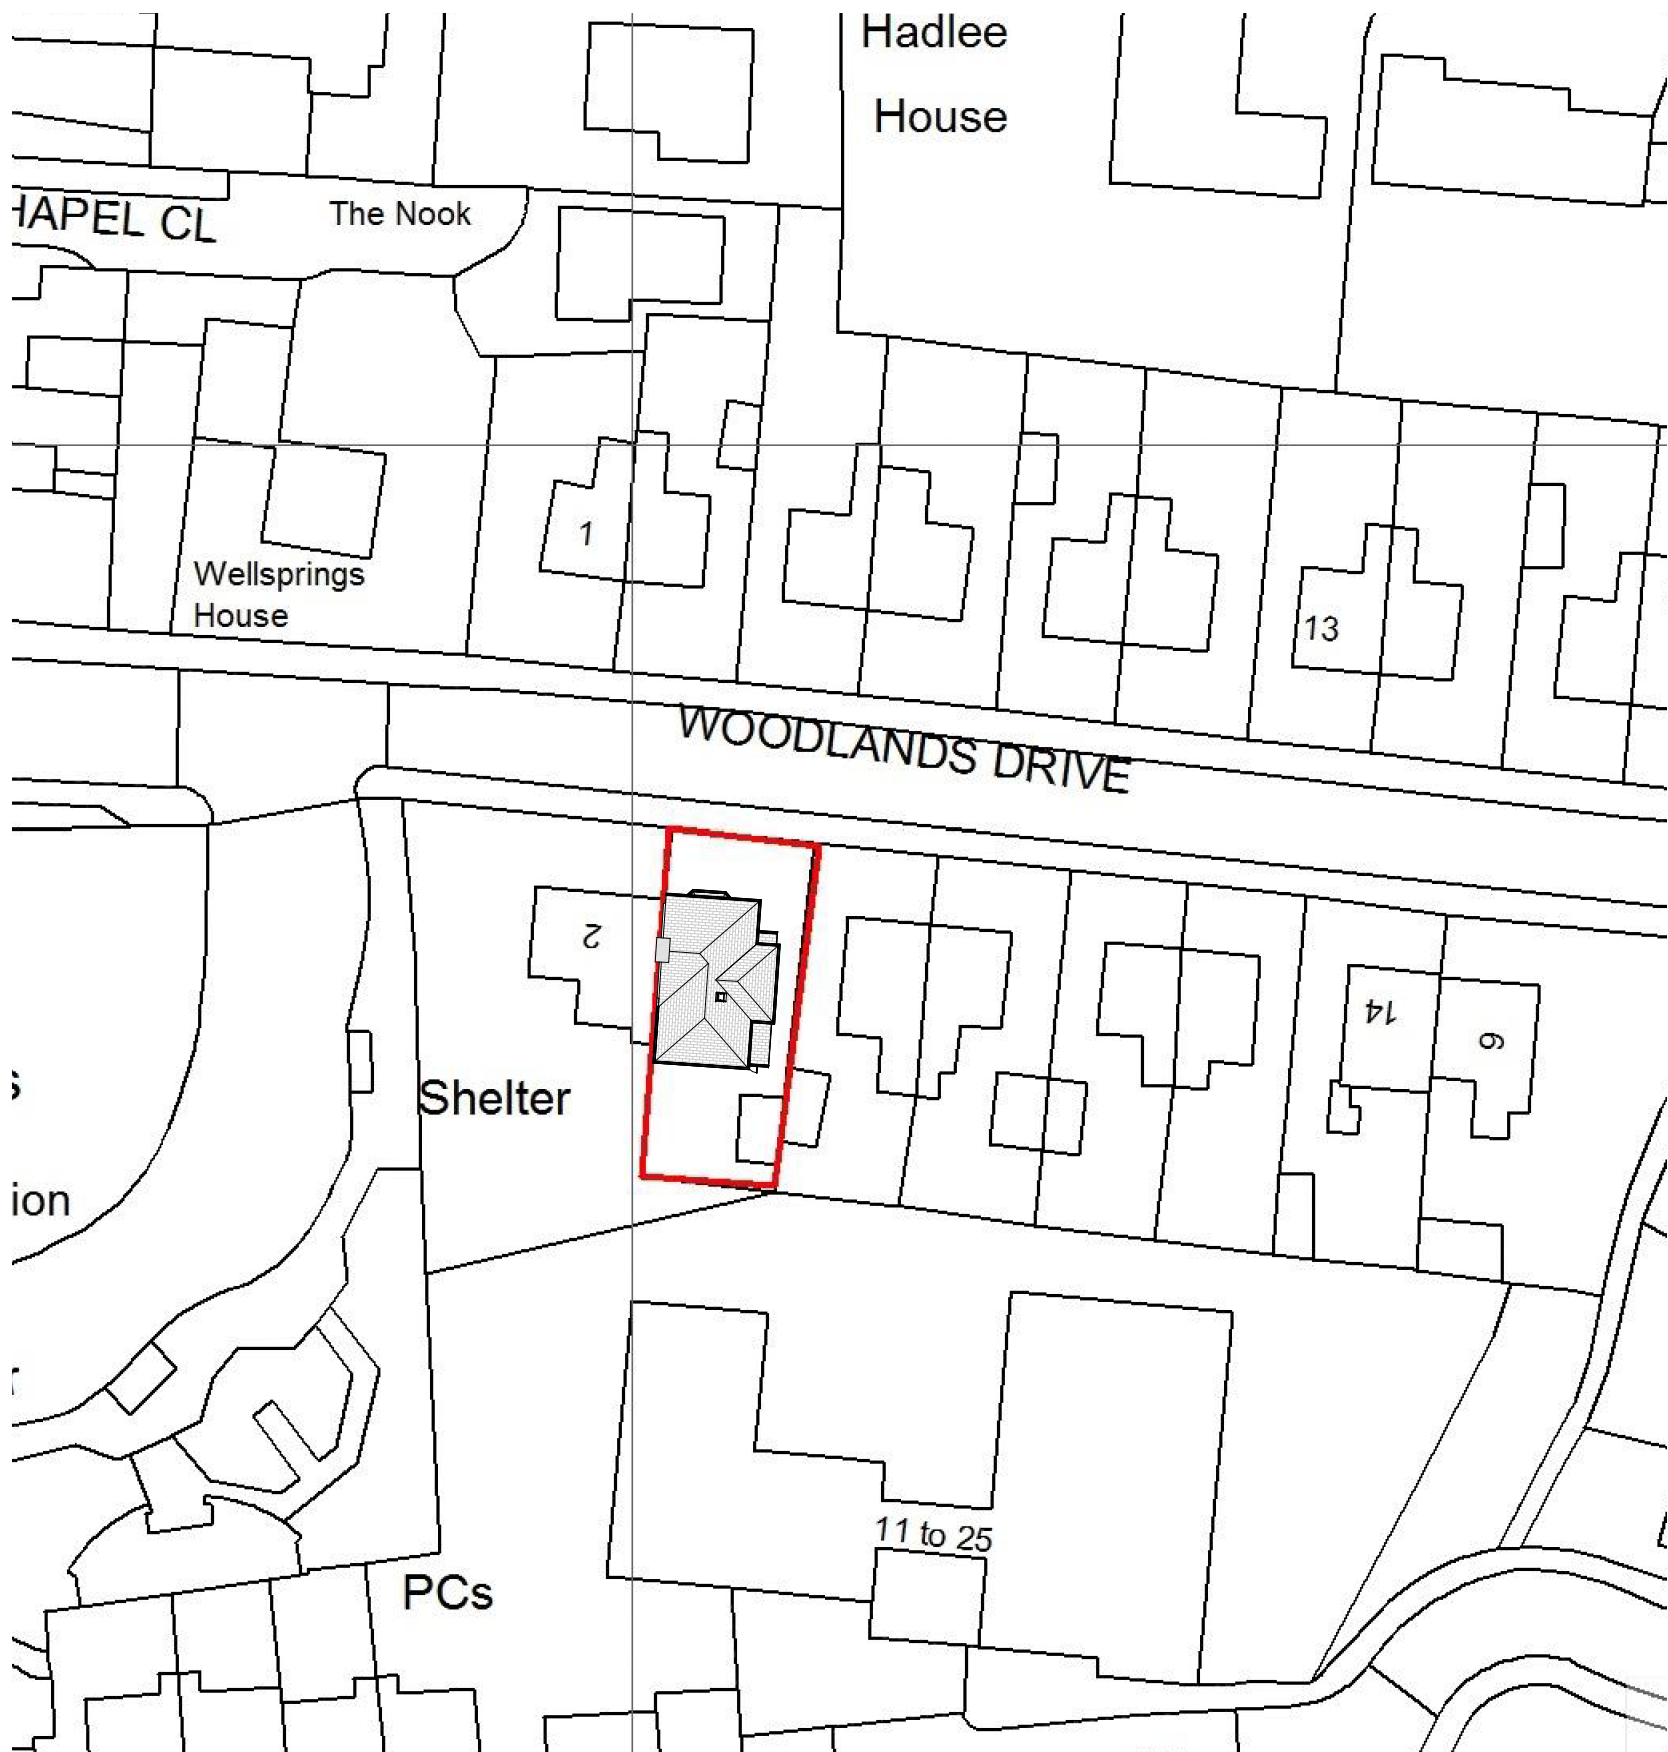 Hadlee
House
HAPEL CL
The Nook
1
Wellsprings
House
13
WOODLANDS DRIVE
2
14
6
Shelter
s
ion
r
11 to 25
PCs